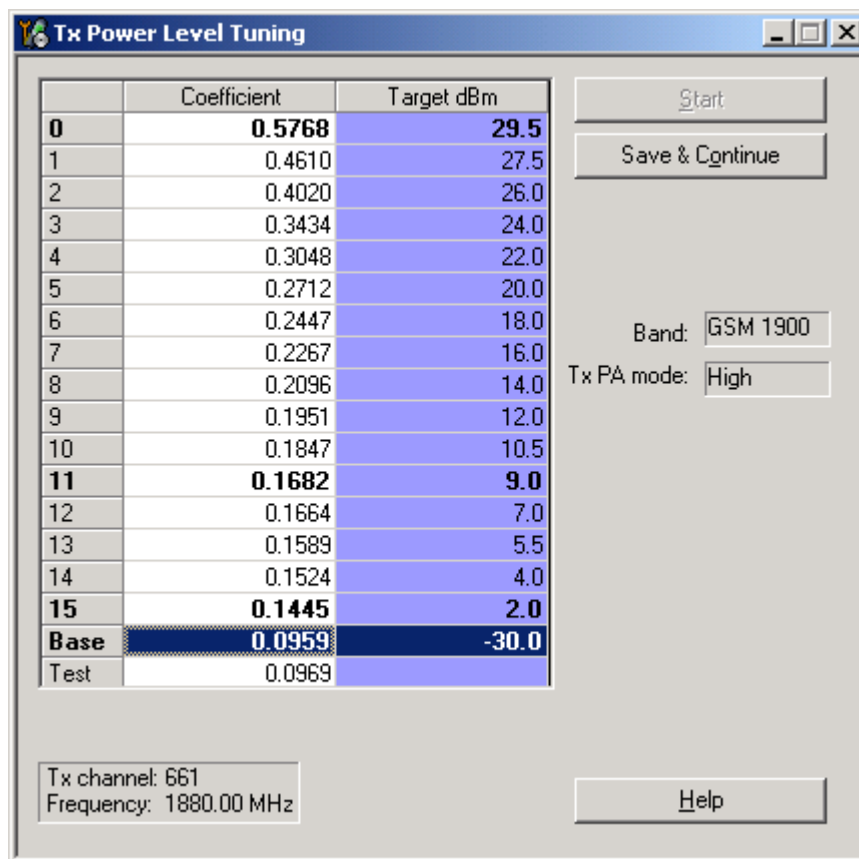 Tx Power Level Tuning
Coefficient Target dBm
0 0.5768 29.5
1 0.4610 27.5
2 0.4020 26.0
3 0.3434 24.0
4 0.3048 22.0
5 0.2712 20.0
6 0.2447 18.0
7 0.2267 16.0
8 0.2096 14.0
9 0.1951 12.0
10 0.1847 10.5
11 0.1682 9.0
12 0.1664 7.0
13 0.1589 5.5
14 0.1524 4.0
15 0.1445 2.0
Base 0.0959 -30.0
Test 0.0969
Start
Save & Continue
Band: GSM 1900
Tx PA mode: High
Tx channel: 661
Frequency: 1880.00 MHz
Help